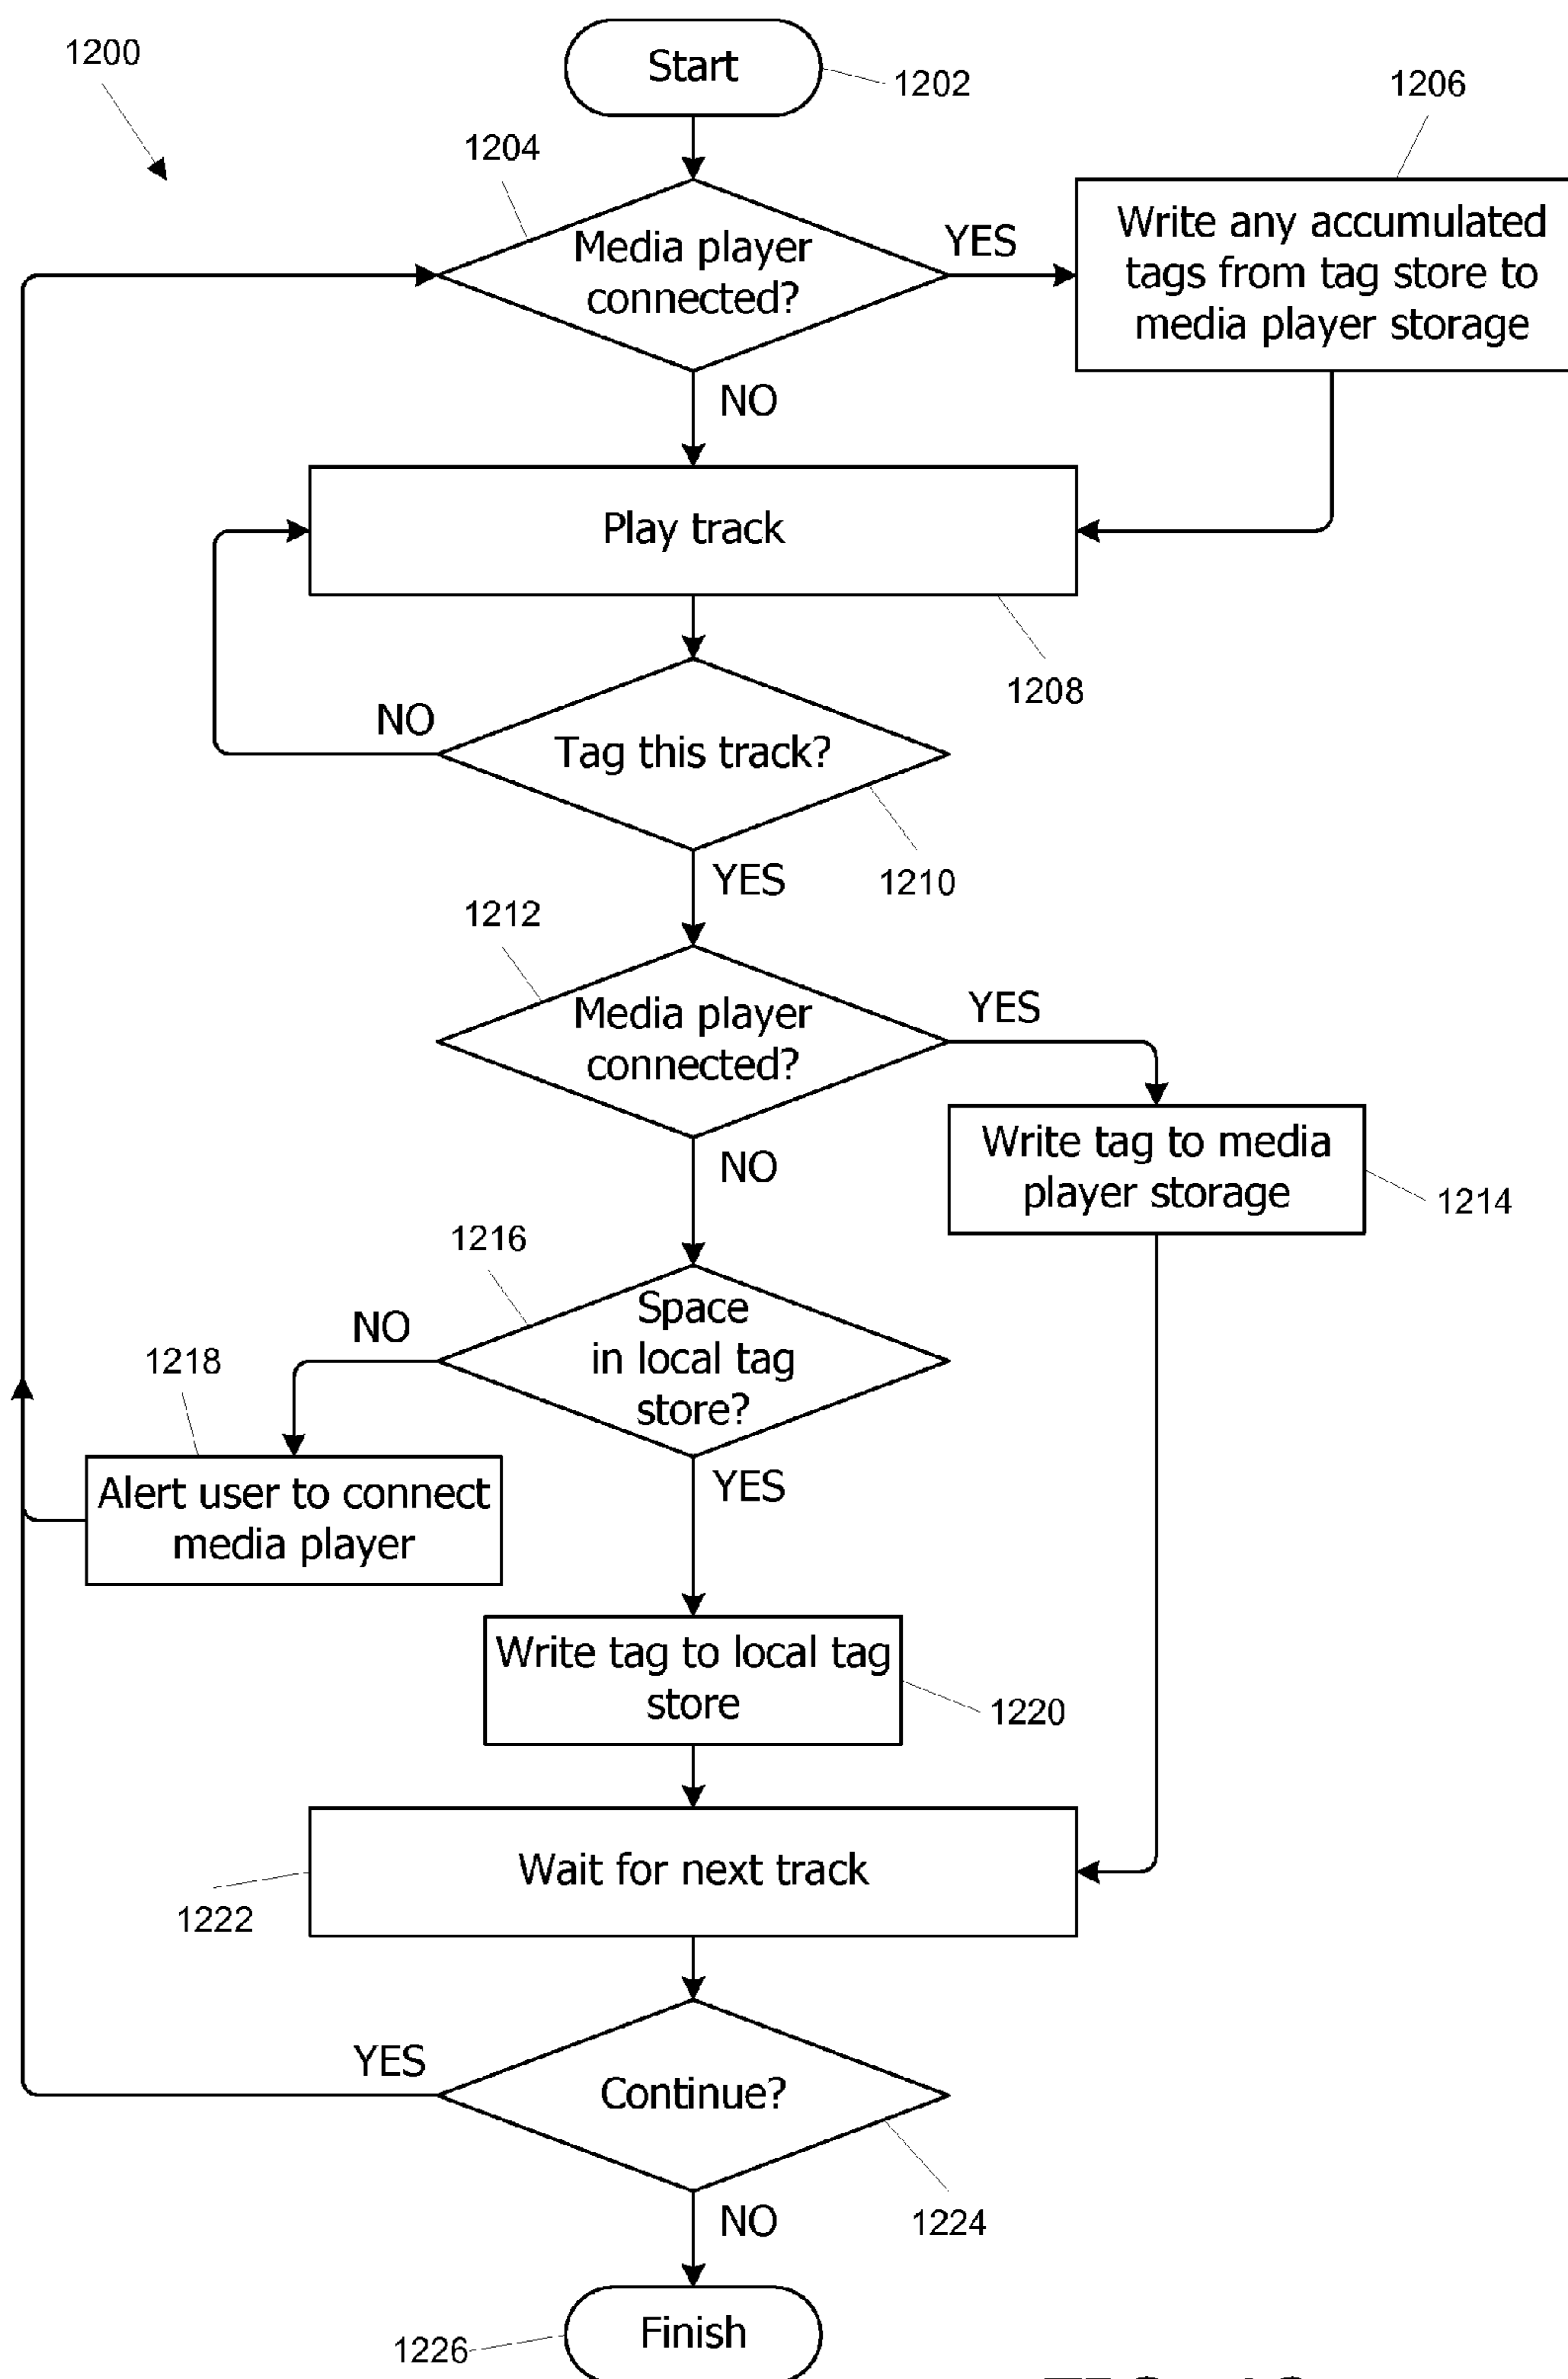 1200
Start
1202
1206
1204
Media player
connected?
YES
Write any accumulated
tags from tag store to
media player storage
NO
Play track
1208
NO
Tag this track?
1210
YES
1212
Media player
connected?
YES
Write tag to media
player storage
1214
NO
1216
Space
in local tag
store?
NO
1218
Alert user to connect
media player
YES
Write tag to local tag
store
1220
Wait for next track
1222
YES
Continue?
1224
NO
Finish
1226